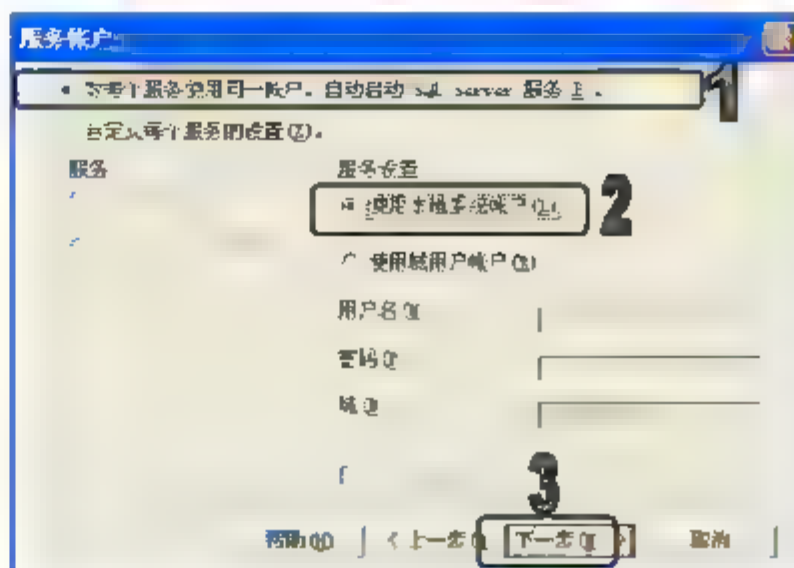 服务帐户
对每个服务使用同一帐户。自动启动 sql server 服务
1
自定义每个服务的设置(Z)。
服务
服务设置
使用本地系统帐户(L)。
2
使用域用户帐户
用户名
密码
域
3
帮助
< 上一步
下一步
取消